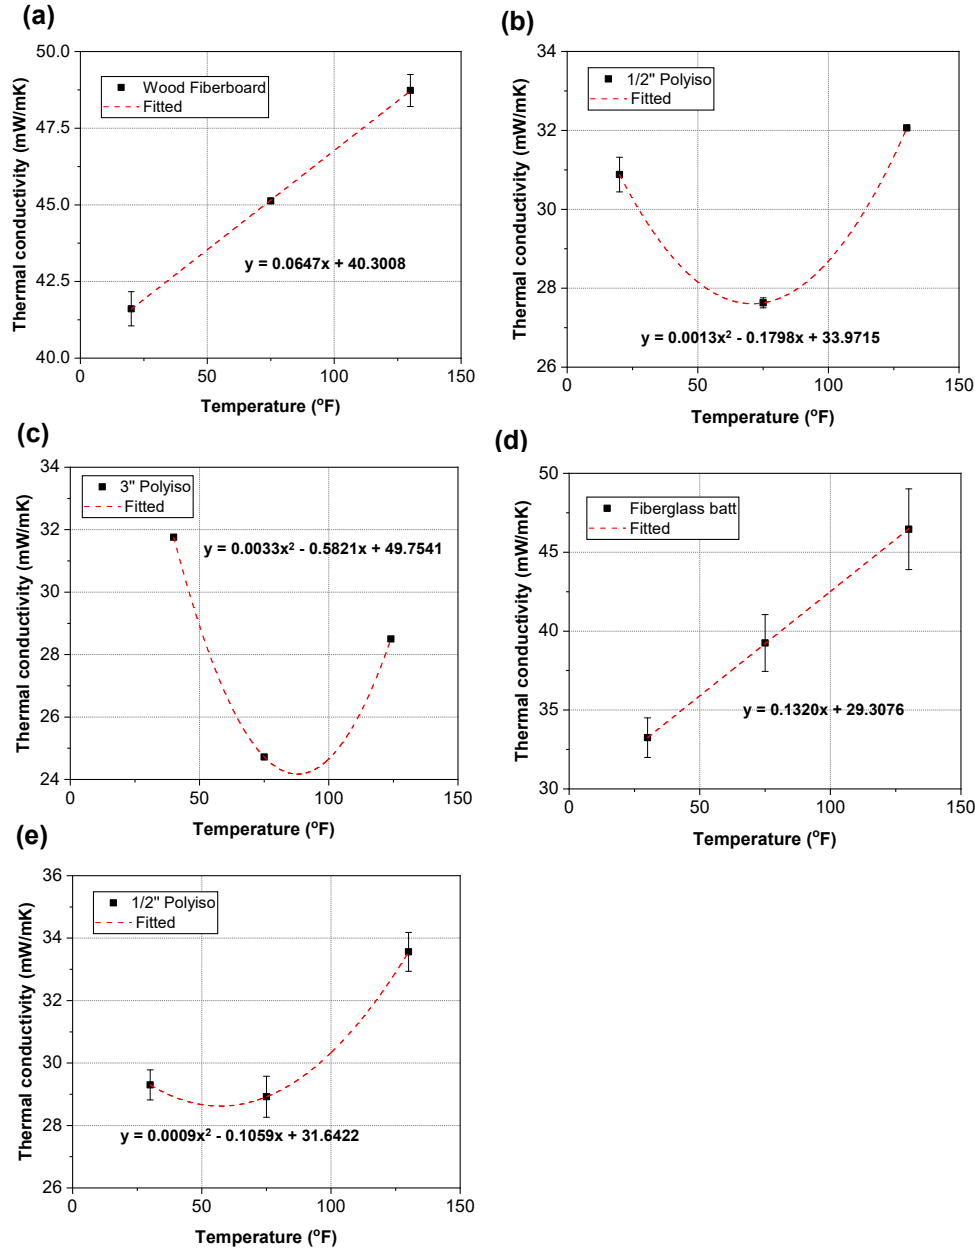 (a)
50.0
47.5
45.0
42.5
40.0
0
50
100
150
Thermal conductivity (mW/mK)
Temperature (°F)
Wood Fiberboard
Fitted
y = 0.0647x + 40.3008
(b)
34
32
30
28
26
0
50
100
150
Thermal conductivity (mW/mK)
Temperature (°F)
1/2" Polyiso
Fitted
y = 0.0013x² - 0.1798x + 33.9715
(c)
34
32
30
28
26
24
0
50
100
150
Thermal conductivity (mW/mK)
Temperature (°F)
3" Polyiso
Fitted
y = 0.0033x² - 0.5821x + 49.7541
(d)
50
45
40
35
30
0
50
100
150
Thermal conductivity (mW/mK)
Temperature (°F)
Fiberglass batt
Fitted
y = 0.1320x + 29.3076
(e)
36
34
32
30
28
26
0
50
100
150
Thermal conductivity (mW/mK)
Temperature (°F)
1/2" Polyiso
Fitted
y = 0.0009x² - 0.1059x + 31.6422